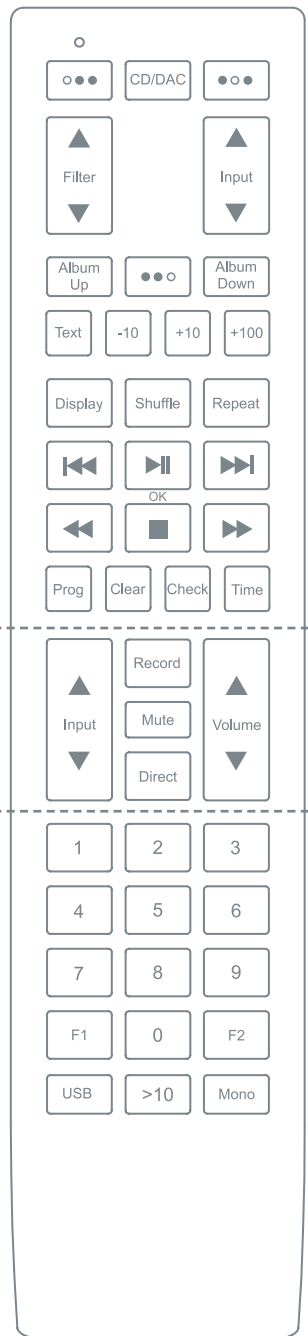 CD/DAC
Filter Input
Album Up Album Down
Text -10 +10 +100
Display Shuffle Repeat
OK
Prog Clear Check Time
Record
Input Mute Volume
Direct
1 2 3
4 5 6
7 8 9
F1 0 F2
USB >10 Mono